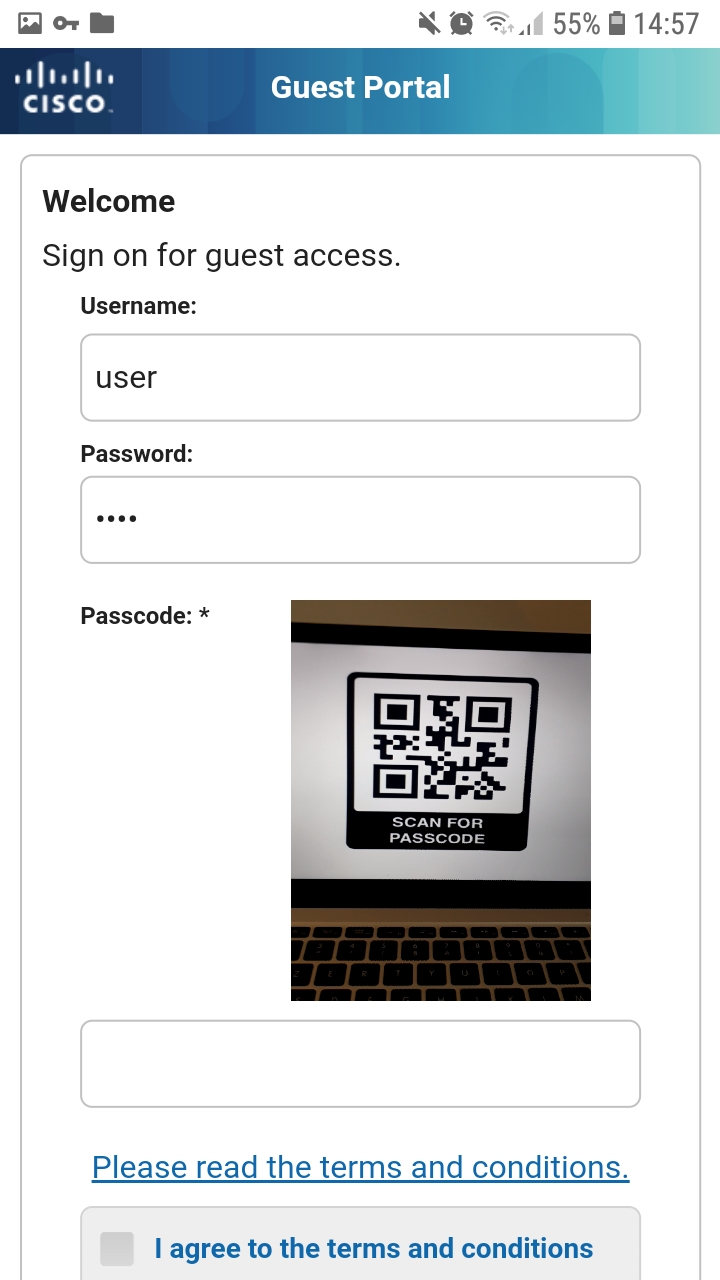 55% 14:57
CISCO
Guest Portal
Welcome
Sign on for guest access.
Username:
user
Password:
••••
Passcode: *
SCAN FOR
PASSCODE
Please read the terms and conditions.
I agree to the terms and conditions